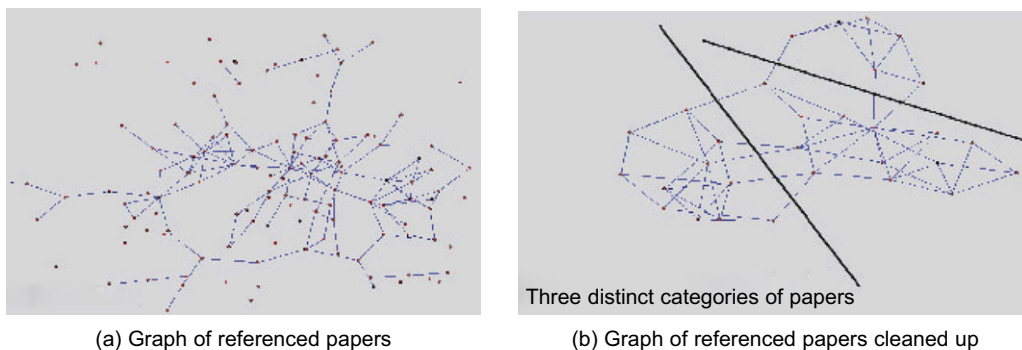 Three distinct categories of papers
(a) Graph of referenced papers
(b) Graph of referenced papers cleaned up